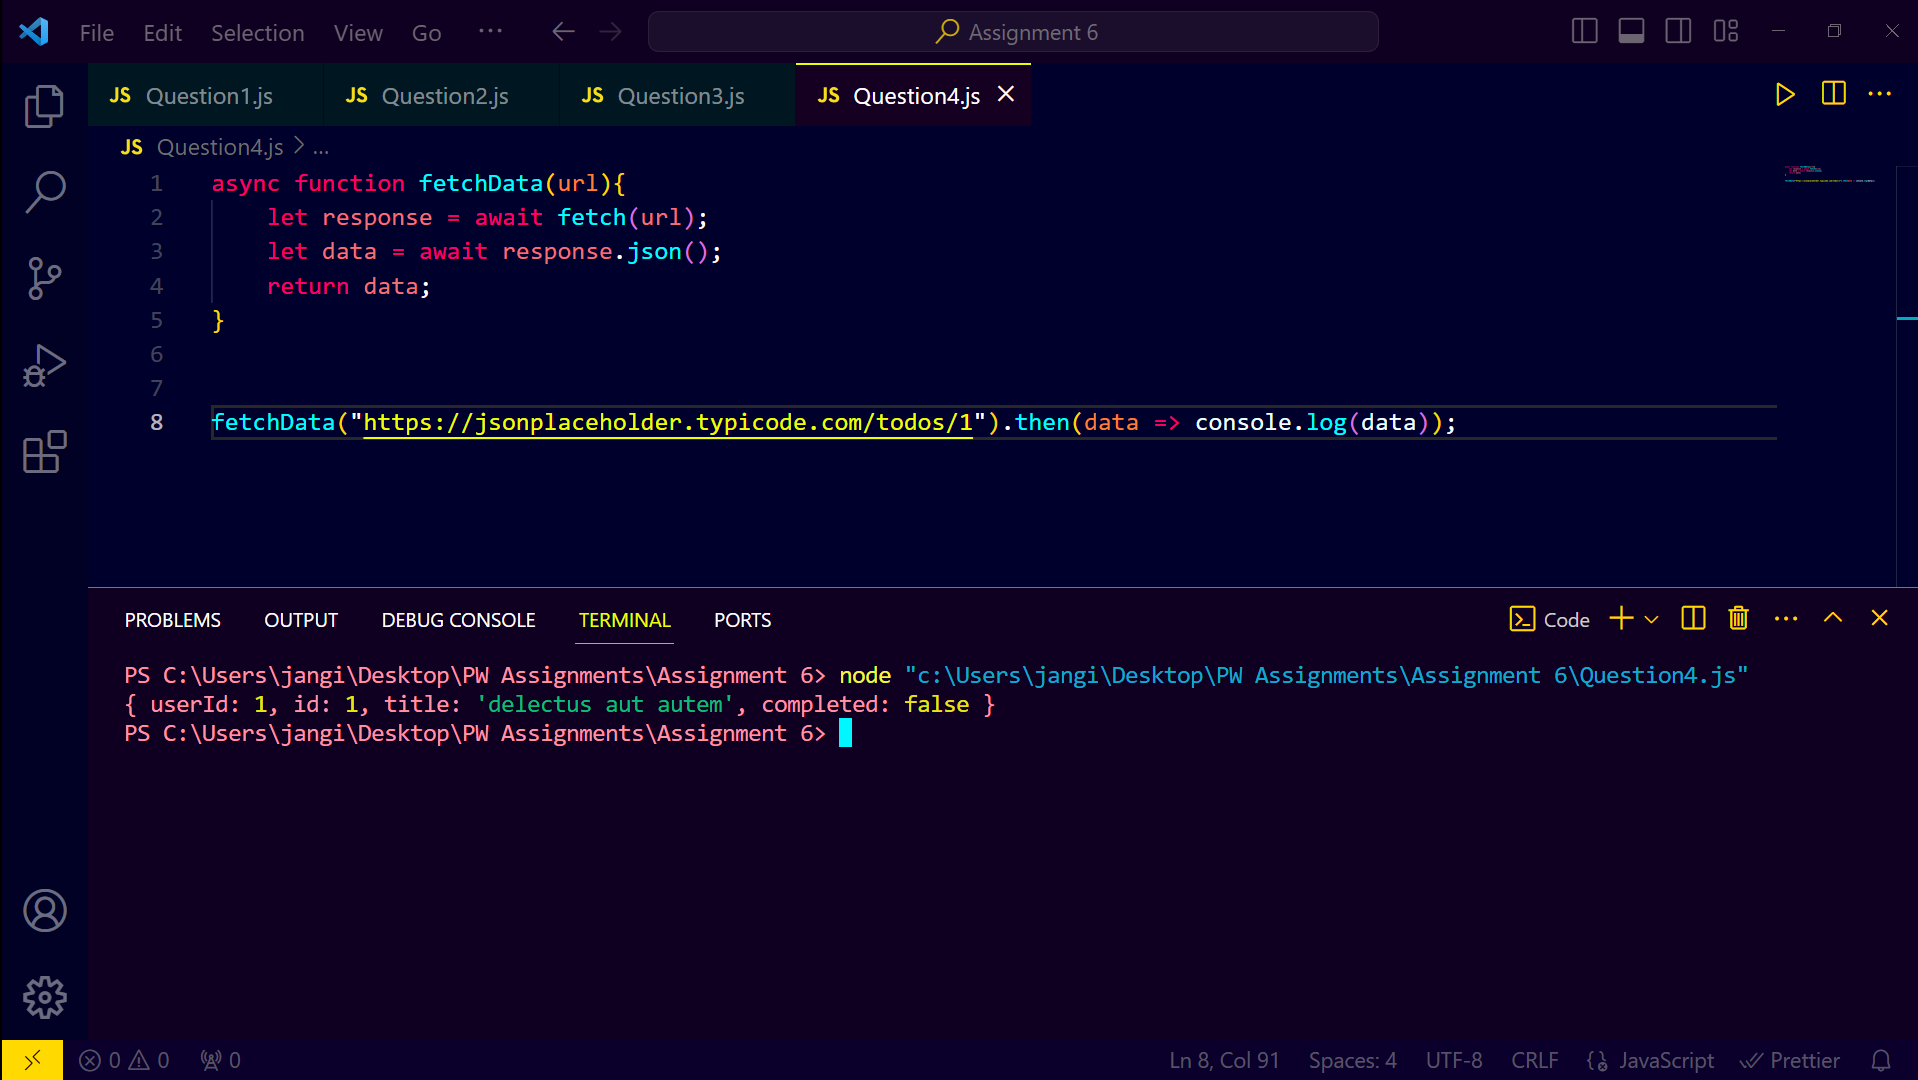 File Edit Selection View Go ··· Assignment 6
JS Question1.js JS Question2.js JS Question3.js JS Question4.js
JS Question4.js > ...
1 async function fetchData(url){
2     let response = await fetch(url);
3     let data = await response.json();
4     return data;
5 }
6
7
8 fetchData("https://jsonplaceholder.typicode.com/todos/1").then(data => console.log(data));
PROBLEMS OUTPUT DEBUG CONSOLE TERMINAL PORTS Code
PS C:\Users\jangi\Desktop\PW Assignments\Assignment 6> node "c:\Users\jangi\Desktop\PW Assignments\Assignment 6\Question4.js"
{ userId: 1, id: 1, title: 'delectus aut autem', completed: false }
PS C:\Users\jangi\Desktop\PW Assignments\Assignment 6>
0 0 0 Ln 8, Col 91 Spaces: 4 UTF-8 CRLF JavaScript Prettier